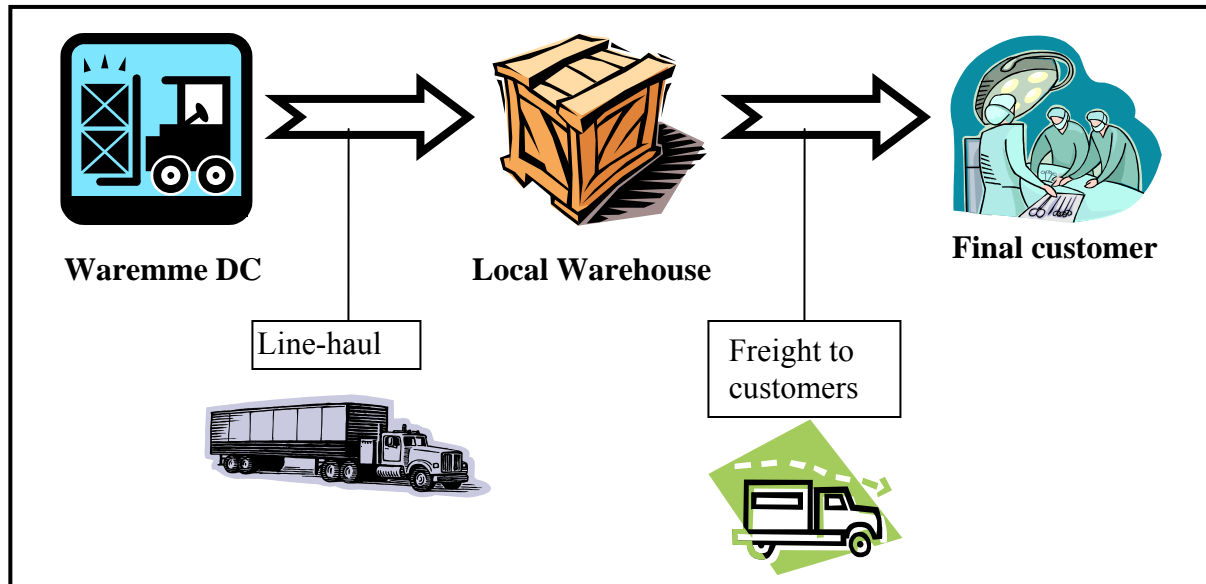 Waremme DC
Local Warehouse
Final customer
Line-haul
Freight to
customers